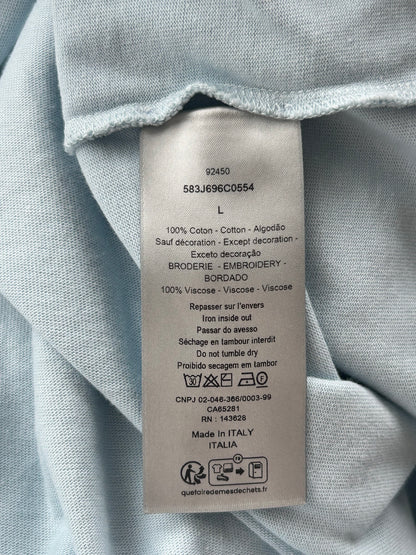 92450
583J696C0554
L
100% Coton - Cotton - Algodão
Sauf décoration - Except decoration -
Exceto decoração
BRODERIE - EMBROIDERY -
BORDADO
100% Viscose - Viscose - Viscose
Repasser sur l'envers
Iron inside out
Passar do avesso
Séchage en tambour interdit
Do not tumble dry
Proibido secagem em tambor
CNPJ 02-046-366/0003-99
CA65281
RN : 143626
Made In ITALY
ITALIA
FR
quefairedemesdechets.fr